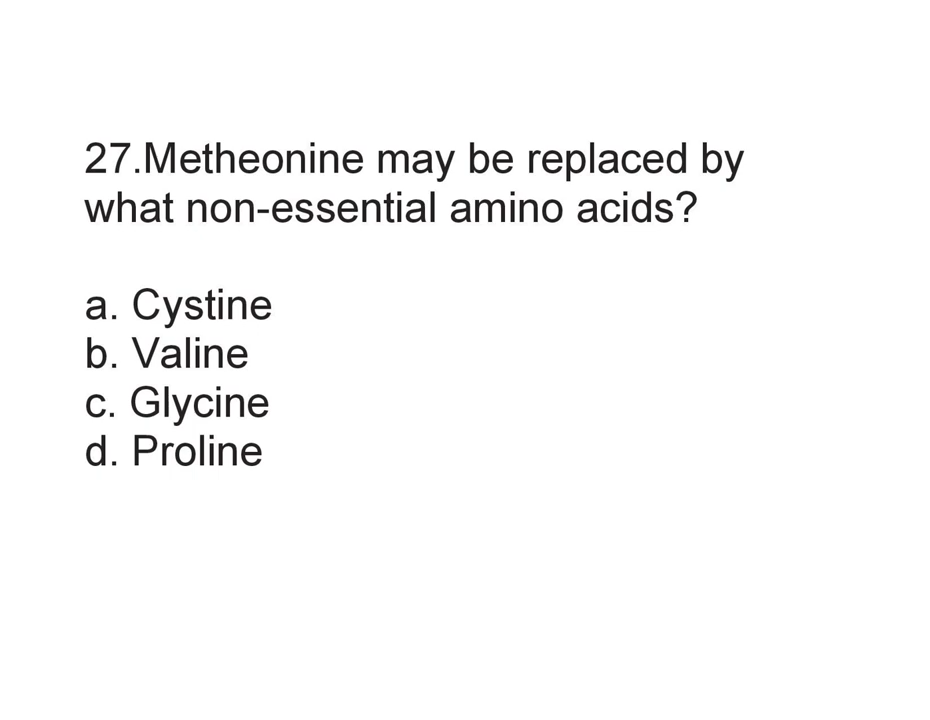 27.Metheonine may be replaced by
what non-essential amino acids?
a. Cystine
b. Valine
c. Glycine
d. Proline